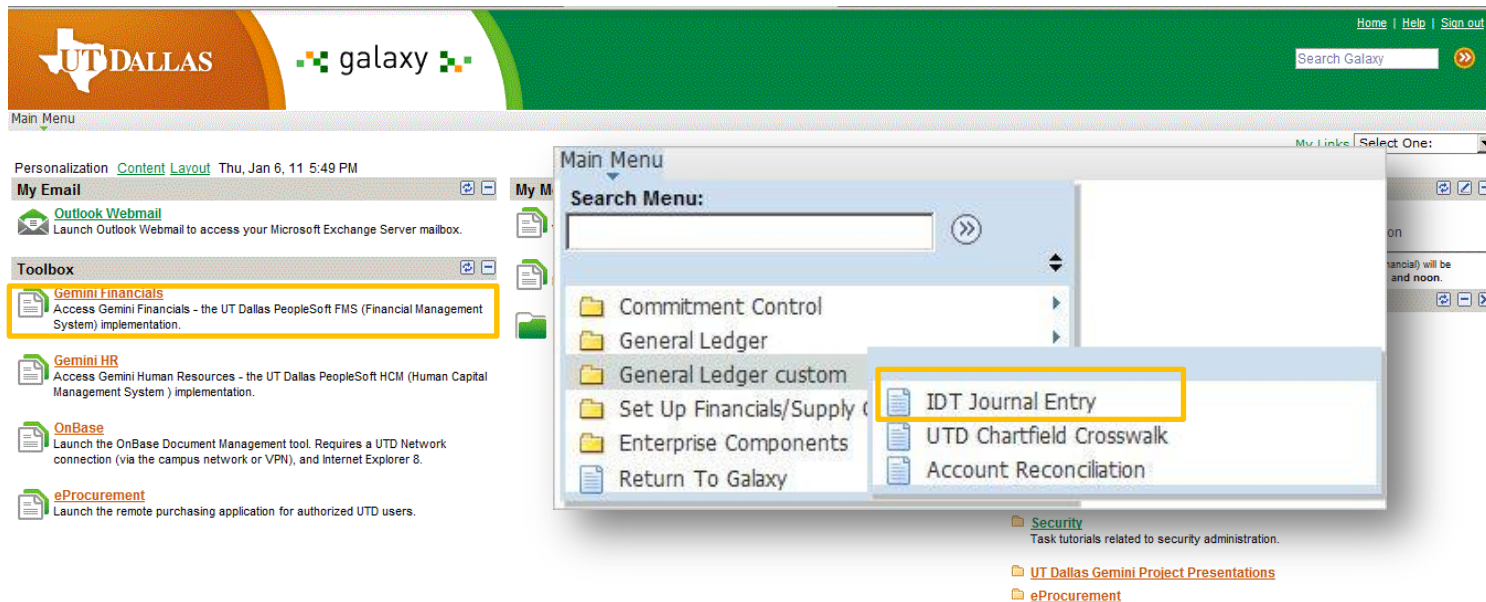 Home | Help | Sign out
UT DALLAS
galaxy
Search Galaxy
Main Menu
My Links Select One:
Personalization Content Layout Thu, Jan 6, 11 5:49 PM
My Email
Outlook Webmail
Launch Outlook Webmail to access your Microsoft Exchange Server mailbox.
Toolbox
Gemini Financials
Access Gemini Financials - the UT Dallas PeopleSoft FMS (Financial Management
System) implementation.
Gemini HR
Access Gemini Human Resources - the UT Dallas PeopleSoft HCM (Human Capital
Management System ) implementation.
OnBase
Launch the OnBase Document Management tool. Requires a UTD Network
connection (via the campus network or VPN), and Internet Explorer 8.
eProcurement
Launch the remote purchasing application for authorized UTD users.
My M
Main Menu
Search Menu:
Commitment Control
General Ledger
General Ledger custom
Set Up Financials/Supply
Enterprise Components
Return To Galaxy
IDT Journal Entry
UTD Chartfield Crosswalk
Account Reconciliation
on
ancial) will be
and noon.
Security
Task tutorials related to security administration.
UT Dallas Gemini Project Presentations
eProcurement